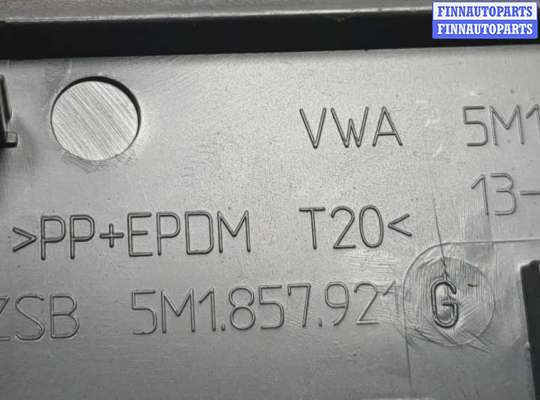 FINNAUTOPARTS
FINNAUTOPARTS
VWA 5M1
13-
>PP+EPDM T20<
ZSB 5M1.857.921 G